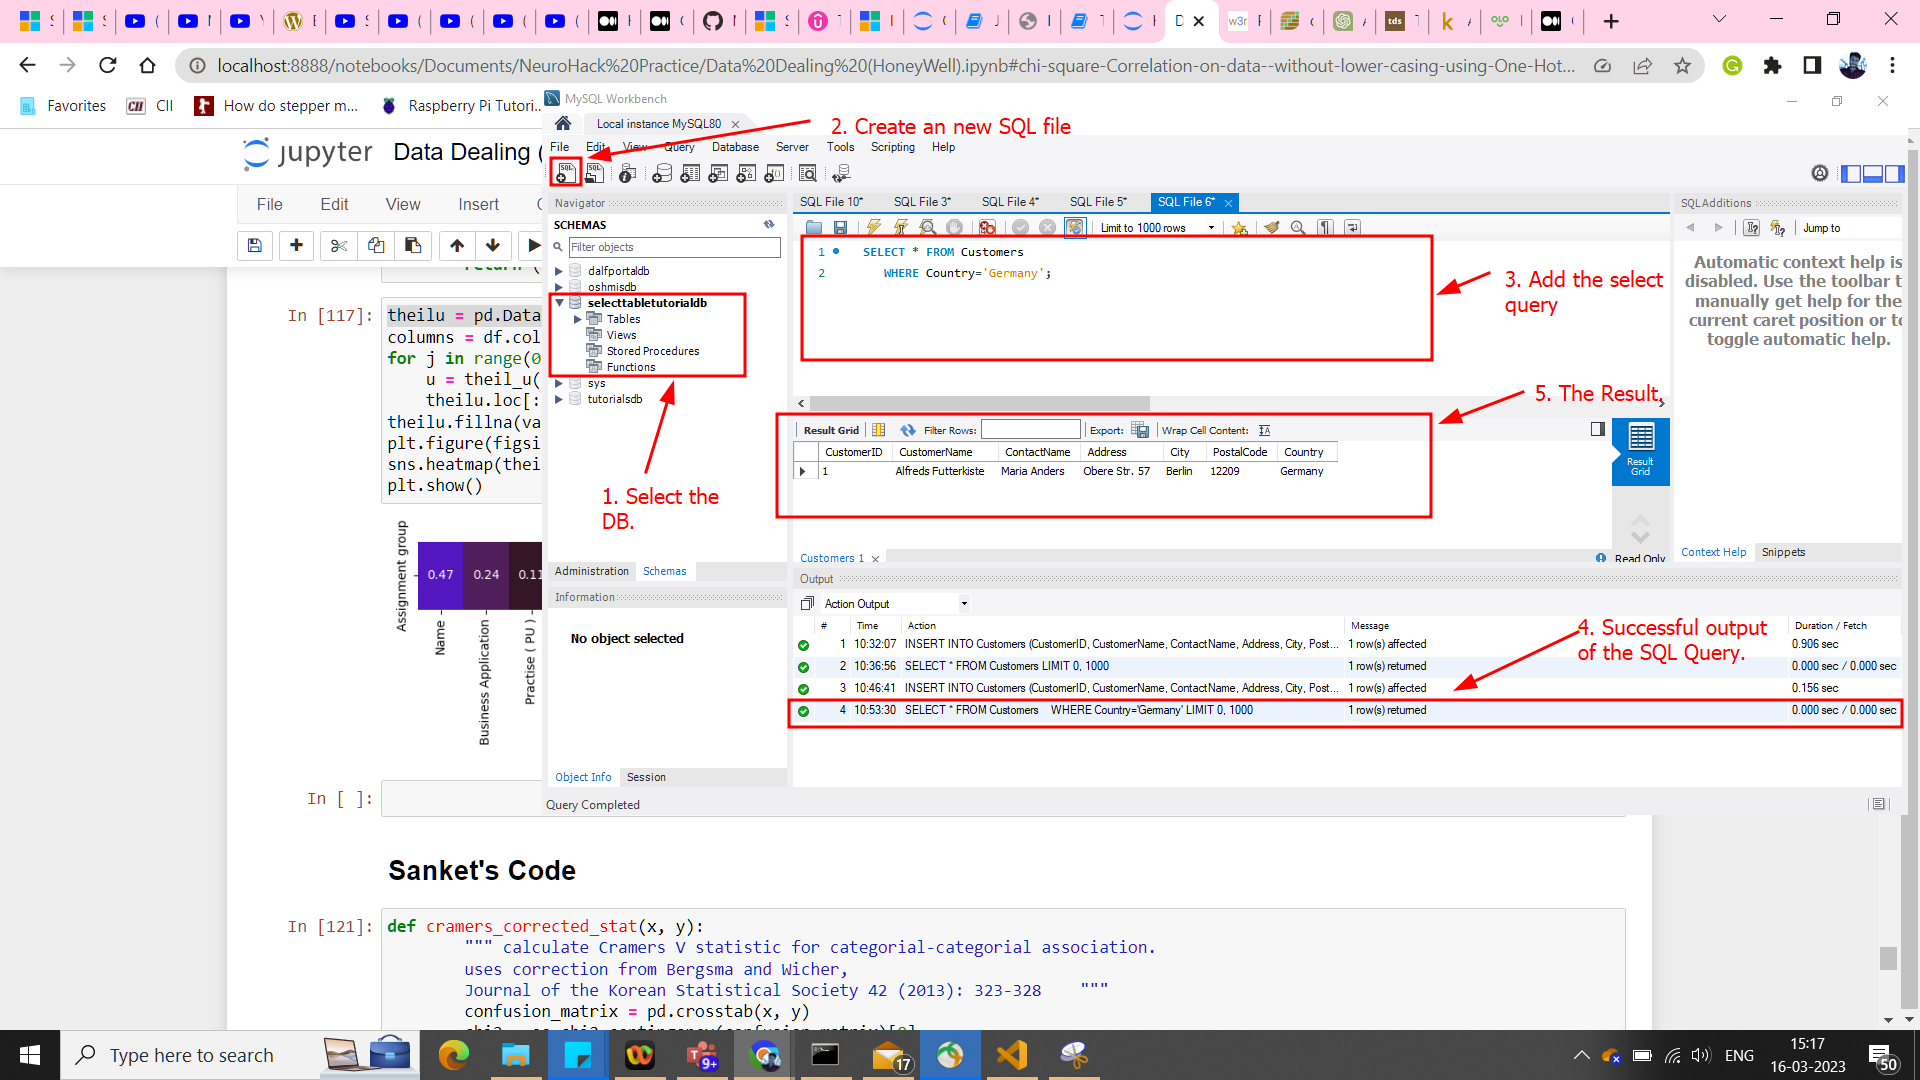 localhost:8888/notebooks/Documents/NeuroHack%20Practice/Data%20Dealing%20(HoneyWell).ipynb#chi-square-Correlation-on-data--without-lower-casing-using-One-Hot...
Favorites
CII
How do stepper m...
Raspberry Pi Tutori...
MySQL Workbench
Local instance MySQL80
2. Create an new SQL file
jupyter Data Dealing (
File Edit View Query Database Server Tools Scripting Help
File Edit View Insert
Navigator
SCHEMAS
Filter objects
dalfportaldb
oshmisdb
selecttabletutorialdb
Tables
Views
Stored Procedures
Functions
sys
tutorialsdb
1. Select the
DB.
Administration Schemas
Information
No object selected
Object Info Session
Query Completed
SQL File 10* SQL File 3* SQL File 4* SQL File 5* SQL File 6*
Limit to 1000 rows
1 SELECT * FROM Customers
2 WHERE Country='Germany';
3. Add the select
query
SQLAdditions
Jump to
Automatic context help is
disabled. Use the toolbar t
manually get help for the
current caret position or to
toggle automatic help.
5. The Result,
Result Grid Filter Rows: Export: Wrap Cell Content:
CustomerID CustomerName ContactName Address City PostalCode Country
1 Alfreds Futterkiste Maria Anders Obere Str. 57 Berlin 12209 Germany
Result
Grid
Customers 1
Read Only
Context Help Snippets
Output
Action Output
# Time Action Message Duration / Fetch
1 10:32:07 INSERT INTO Customers (CustomerID, CustomerName, ContactName, Address, City, Post... 1 row(s) affected 0.906 sec
2 10:36:56 SELECT * FROM Customers LIMIT 0, 1000 1 row(s) returned 0.000 sec / 0.000 sec
3 10:46:41 INSERT INTO Customers (CustomerID, CustomerName, ContactName, Address, City, Post... 1 row(s) affected 0.156 sec
4 10:53:30 SELECT * FROM Customers WHERE Country='Germany' LIMIT 0, 1000 1 row(s) returned 0.000 sec / 0.000 sec
4. Successful output
of the SQL Query.
return (
In [117]:
theilu = pd.Data
columns = df.col
for j in range(0
u = theil_u(
theilu.loc[:
theilu.fillna(va
plt.figure(figsi
sns.heatmap(thei
plt.show()
Assignment group
0.47 0.24 0.11
Name
Business Application
Practise ( PU )
In [ ]:
Sanket's Code
In [121]:
def cramers_corrected_stat(x, y):
""" calculate Cramers V statistic for categorial-categorial association.
uses correction from Bergsma and Wicher,
Journal of the Korean Statistical Society 42 (2013): 323-328 """
confusion_matrix = pd.crosstab(x, y)
Type here to search
9+
17
ENG
15:17
16-03-2023
50